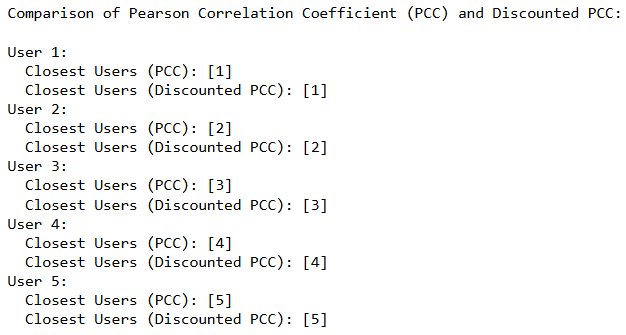 Comparison of Pearson Correlation Coefficient (PCC) and Discounted PCC:
User 1:
Closest Users (PCC): [1]
Closest Users (Discounted PCC): [1]
User 2:
Closest Users (PCC): [2]
Closest Users (Discounted PCC): [2]
User 3:
Closest Users (PCC): [3]
Closest Users (Discounted PCC): [3]
User 4:
Closest Users (PCC): [4]
Closest Users (Discounted PCC): [4]
User 5:
Closest Users (PCC): [5]
Closest Users (Discounted PCC): [5]